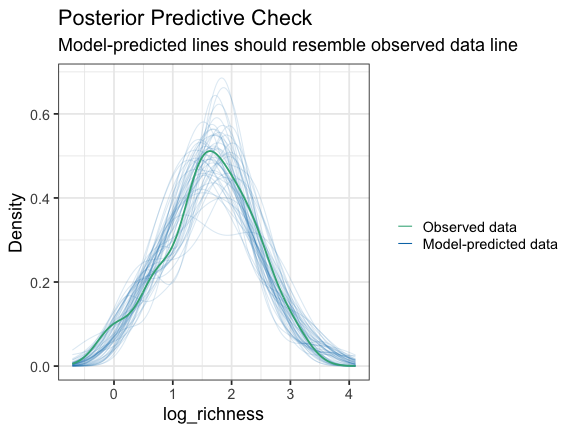 Posterior Predictive Check
Model-predicted lines should resemble observed data line
0.6
0.4
0.2
0.0
Density
0 1 2 3 4
log_richness
Observed data
Model-predicted data